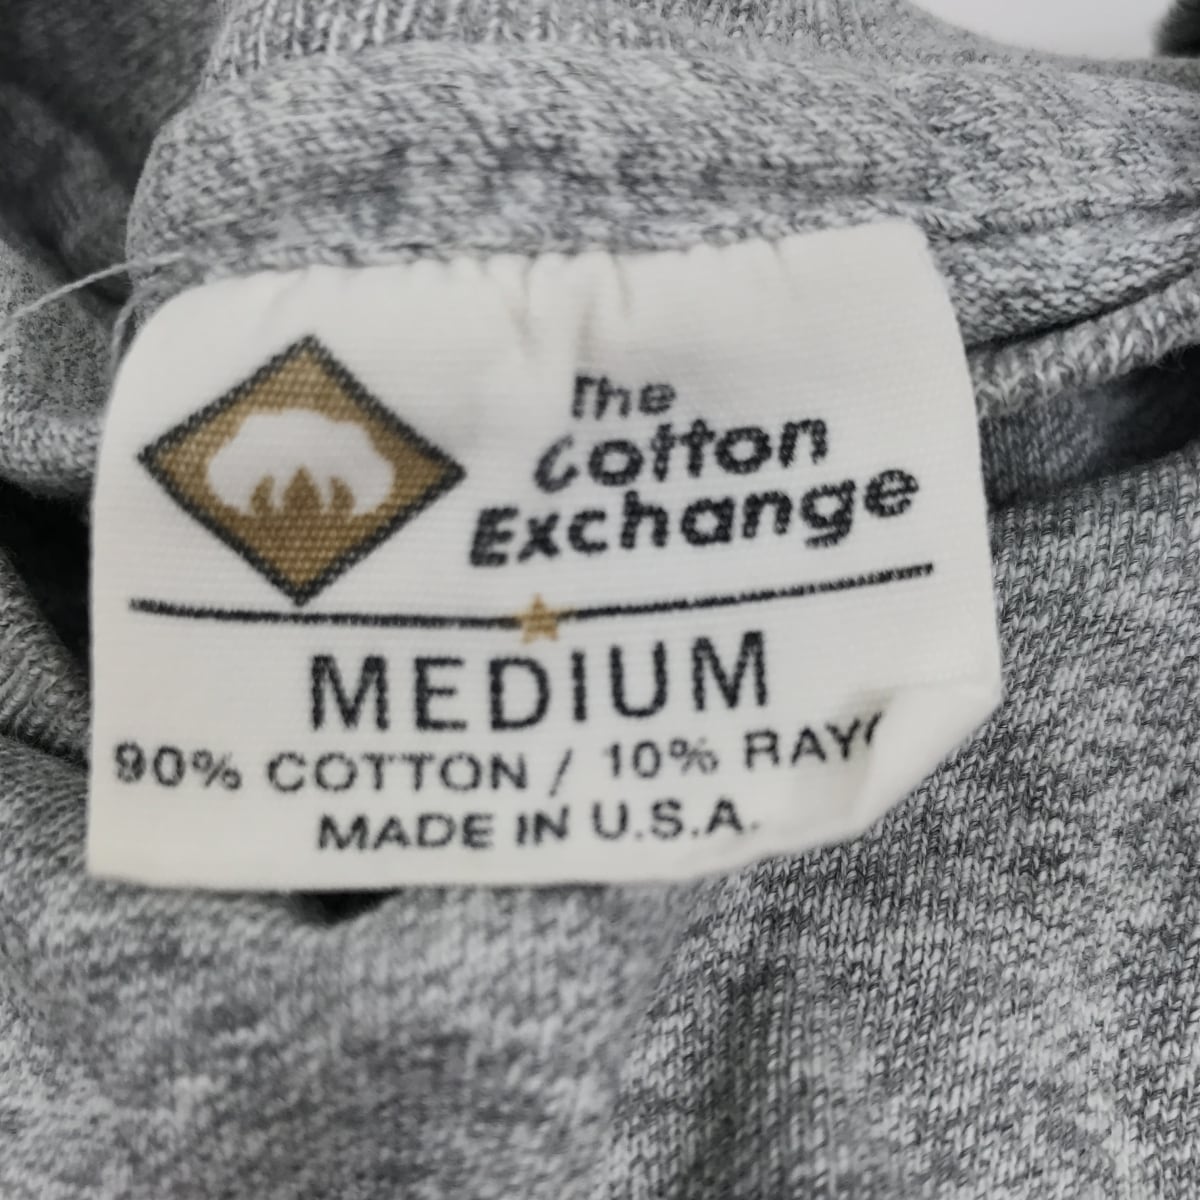 The
Cotton
Exchange
MEDIUM
90% COTTON / 10% RAY
MADE IN U.S.A.